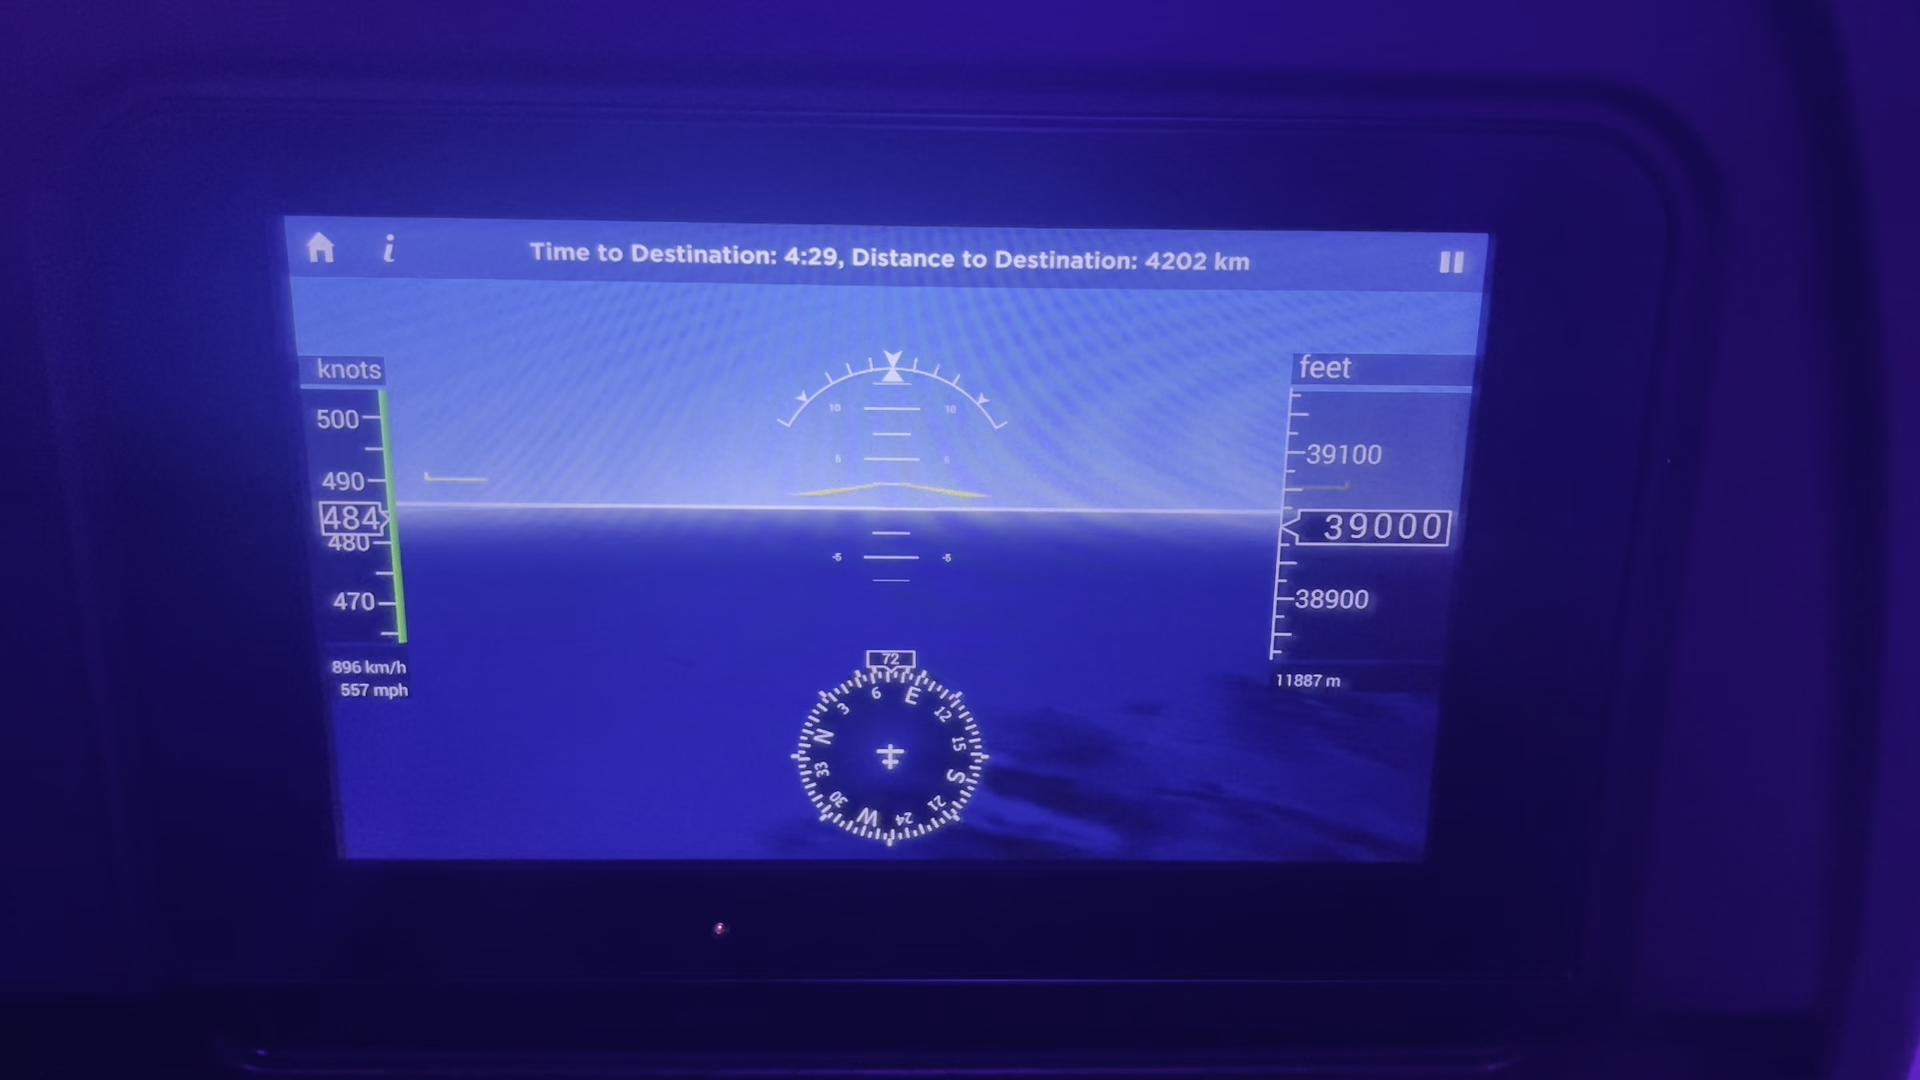 i Time to Destination: 4:29, Distance to Destination: 4202 km
knots
feet
500
490
484
480
470
896 km/h
557 mph
10 10
5 5
-5 -5
39100
39000
38900
11887 m
72
N 3 6 E 12 15 S 21 24 W 30 33